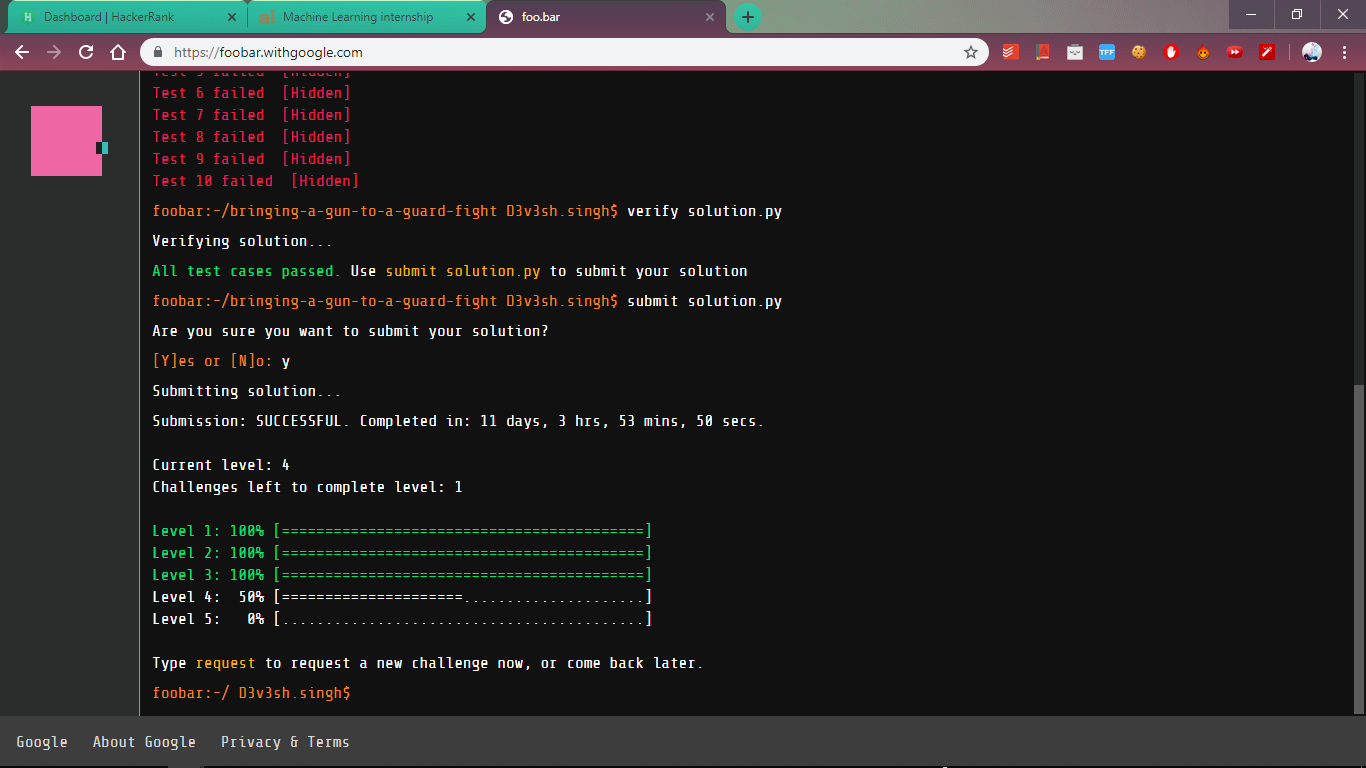 Dashboard | HackerRank
Machine Learning internship
foo.bar
https://foobar.withgoogle.com
TFF
Test 5 failed [Hidden]
Test 6 failed [Hidden]
Test 7 failed [Hidden]
Test 8 failed [Hidden]
Test 9 failed [Hidden]
Test 10 failed [Hidden]
foobar:~/bringing-a-gun-to-a-guard-fight D3v3sh.singh$ verify solution.py
Verifying solution...
All test cases passed. Use submit solution.py to submit your solution
foobar:~/bringing-a-gun-to-a-guard-fight D3v3sh.singh$ submit solution.py
Are you sure you want to submit your solution?
[Y]es or [N]o: y
Submitting solution...
Submission: SUCCESSFUL. Completed in: 11 days, 3 hrs, 53 mins, 50 secs.
Current level: 4
Challenges left to complete level: 1
Level 1: 100% [==========================================]
Level 2: 100% [==========================================]
Level 3: 100% [==========================================]
Level 4: 50% [=====================.....................]
Level 5: 0% [..........................................]
Type request to request a new challenge now, or come back later.
foobar:~/ D3v3sh.singh$
Google About Google Privacy & Terms